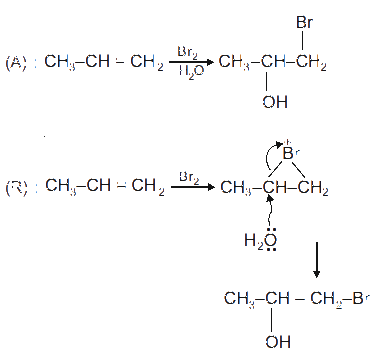 Br
(A) : CH₃–CH = CH₂ Br₂ H₂O CH₃–CH–CH₂
OH
Br⁺
(R) : CH₃–CH = CH₂ Br₂ CH₃–CH–CH₂
H₂O
CH₃–CH – CH₂–Br
OH